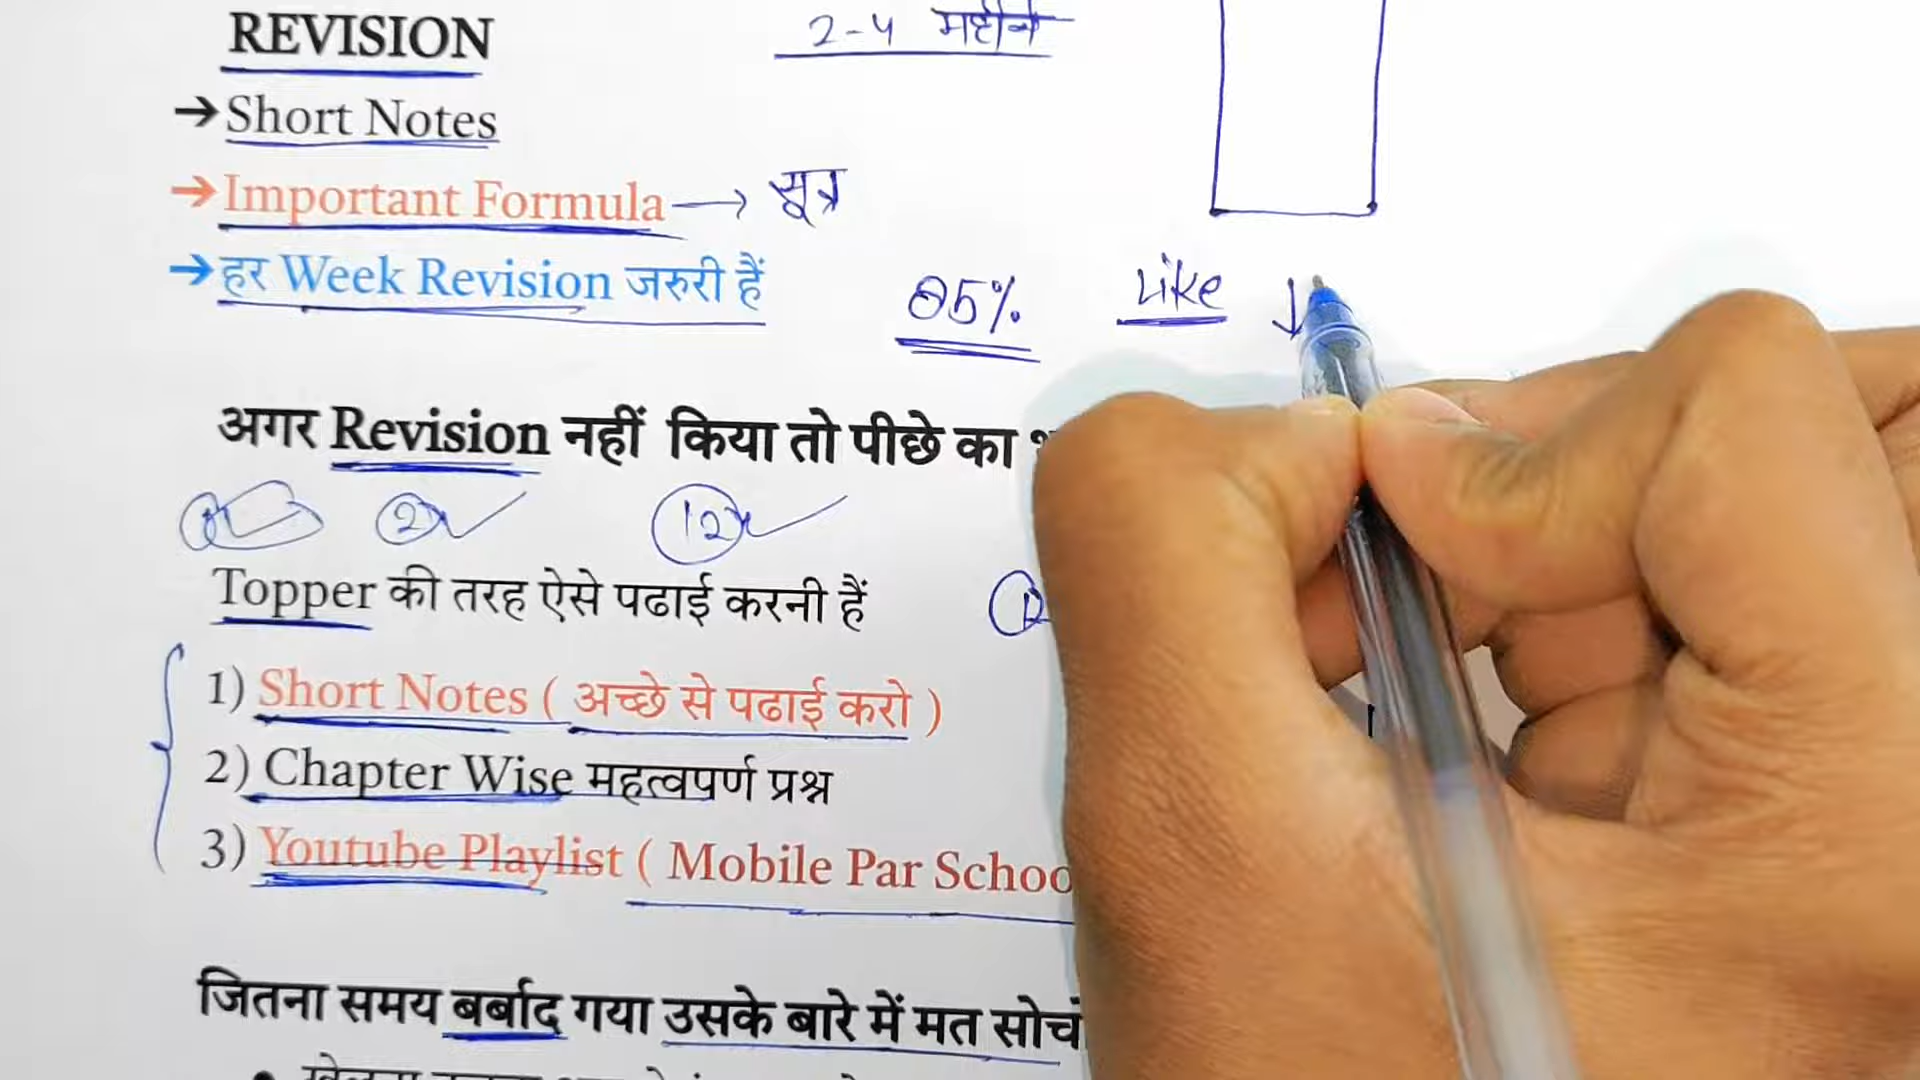 REVISION 2-4 महीने
→ Short Notes
→ Important Formula → सूत्र
→ हर Week Revision जरुरी हैं 85% Like ↓
अगर Revision नहीं किया तो पीछे का
2 12
Topper की तरह ऐसे पढाई करनी हैं
1) Short Notes ( अच्छे से पढाई करो )
2) Chapter Wise महत्वपर्ण प्रश्न
3) Youtube Playlist ( Mobile Par Schoo
जितना समय बर्बाद गया उसके बारे में मत सोचो